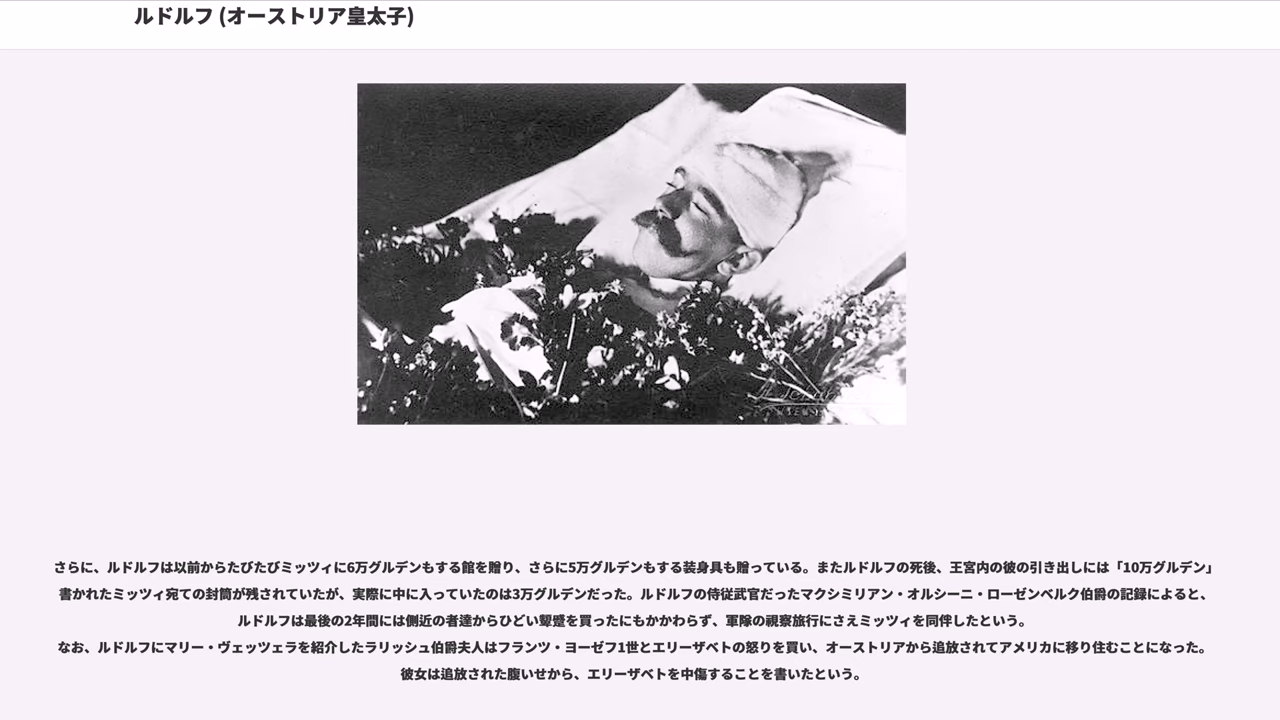 ルドルフ (オーストリア皇太子)
WIEN
さらに、ルドルフは以前からたびたびミッツィに6万グルデンもする館を贈り、さらに5万グルデンもする装身具も贈っている。またルドルフの死後、王宮内の彼の引き出しには「10万グルデン」
書かれたミッツィ宛ての封筒が残されていたが、実際に中に入っていたのは3万グルデンだった。ルドルフの侍従武官だったマクシミリアン・オルシーニ・ローゼンベルク伯爵の記録によると、
ルドルフは最後の2年間には側近の者達からひどい顰蹙を買ったにもかかわらず、軍隊の視察旅行にさえミッツィを同伴したという。
なお、ルドルフにマリー・ヴェッツェラを紹介したラリッシュ伯爵夫人はフランツ・ヨーゼフ1世とエリーザベトの怒りを買い、オーストリアから追放されてアメリカに移り住むことになった。
彼女は追放された腹いせから、エリーザベトを中傷することを書いたという。